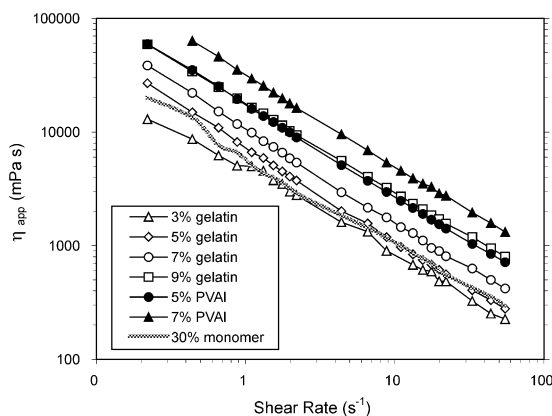 100000
10000
1000
100
η app (mPa s)
3% gelatin
5% gelatin
7% gelatin
9% gelatin
5% PVAl
7% PVAl
30% monomer
0 1 10 100
Shear Rate (s⁻¹)